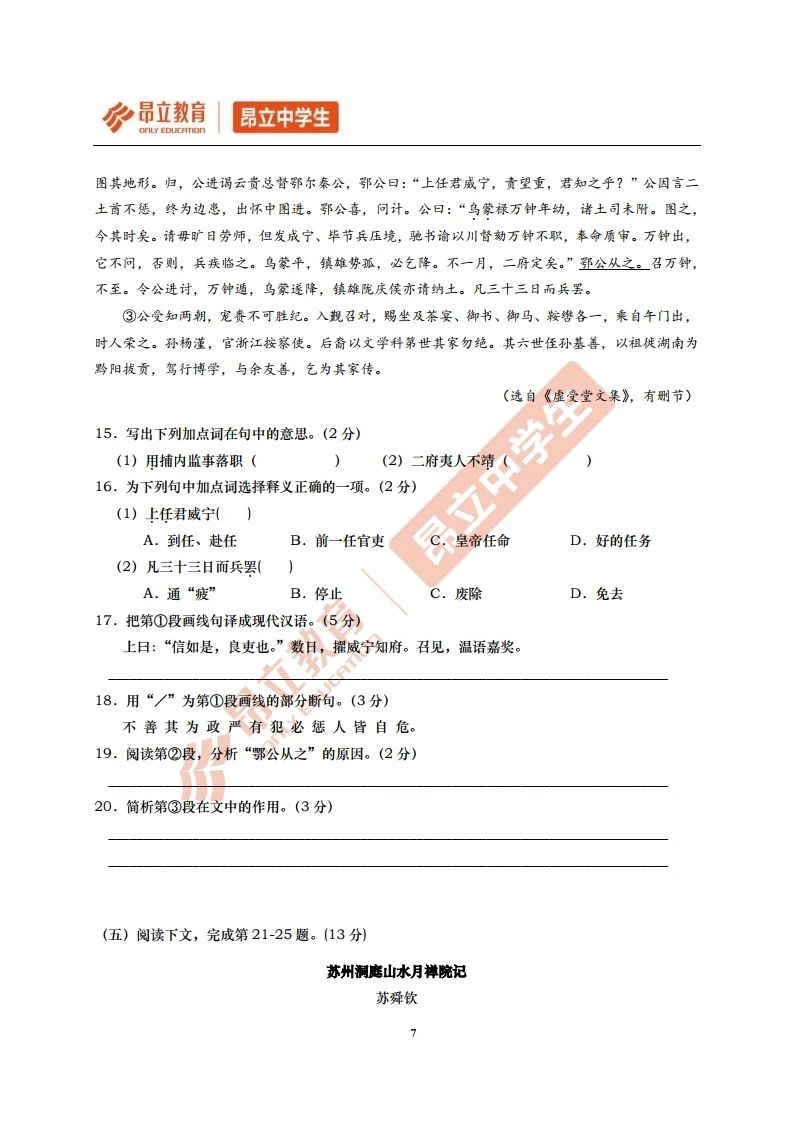 昂立教育
ONLY EDUCATION
昂立中学生
图其地形。归，公进谒云贵总督鄂尔泰公，鄂公曰：“上任君威宁，责望重，君知之乎？”公因言二
土首不惩，终为边患，出怀中图进。鄂公喜，问计。公曰：“乌蒙禄万钟年幼，诸土司未附。图之，
今其时矣。请毋旷日劳师，但发成宁、毕节兵压境，驰书谕以川督劾万钟不职，奉命质审。万钟出，
它不问，否则，兵疾临之。乌蒙平，镇雄势孤，必乞降。不一月，二府定矣。”鄂公从之。召万钟，
不至。令公进讨，万钟遁，乌蒙遂降，镇雄陇庆侯亦请纳土。凡三十三日而兵罢。
③公受知两朝，宠赉不可胜纪。入觐召对，赐坐及茶宴、御书、御马、鞍辔各一，乘自午门出，
时人荣之。孙杨瀣，官浙江按察使。后裔以文学科第世其家勿绝。其六世侄孙基善，以祖徙湖南为
黔阳拔贡，笃行博学，与余友善，乞为其家传。
（选自《虚受堂文集》，有删节）
15．写出下列加点词在句中的意思。(2 分)
（1）用捕内监事落职（ ） （2）二府夷人不靖（ ）
16．为下列句中加点词选择释义正确的一项。(2 分)
（1）上任君威宁( )
A．到任、赴任 B．前一任官吏 C．皇帝任命 D．好的任务
（2）凡三十三日而兵罢( )
A．通“疲” B．停止 C．废除 D．免去
17．把第①段画线句译成现代汉语。(5 分)
上曰：“信如是，良吏也。”数日，擢威宁知府。召见，温语嘉奖。
18．用“／”为第①段画线的部分断句。(3 分)
不 善 其 为 政 严 有 犯 必 惩 人 皆 自 危。
19．阅读第②段，分析“鄂公从之”的原因。(2 分)
20．简析第③段在文中的作用。(3 分)
（五）阅读下文，完成第 21-25 题。(13 分)
苏州洞庭山水月禅院记
苏舜钦
7
昂立教育
ONLY EDUCATION
昂立中学生